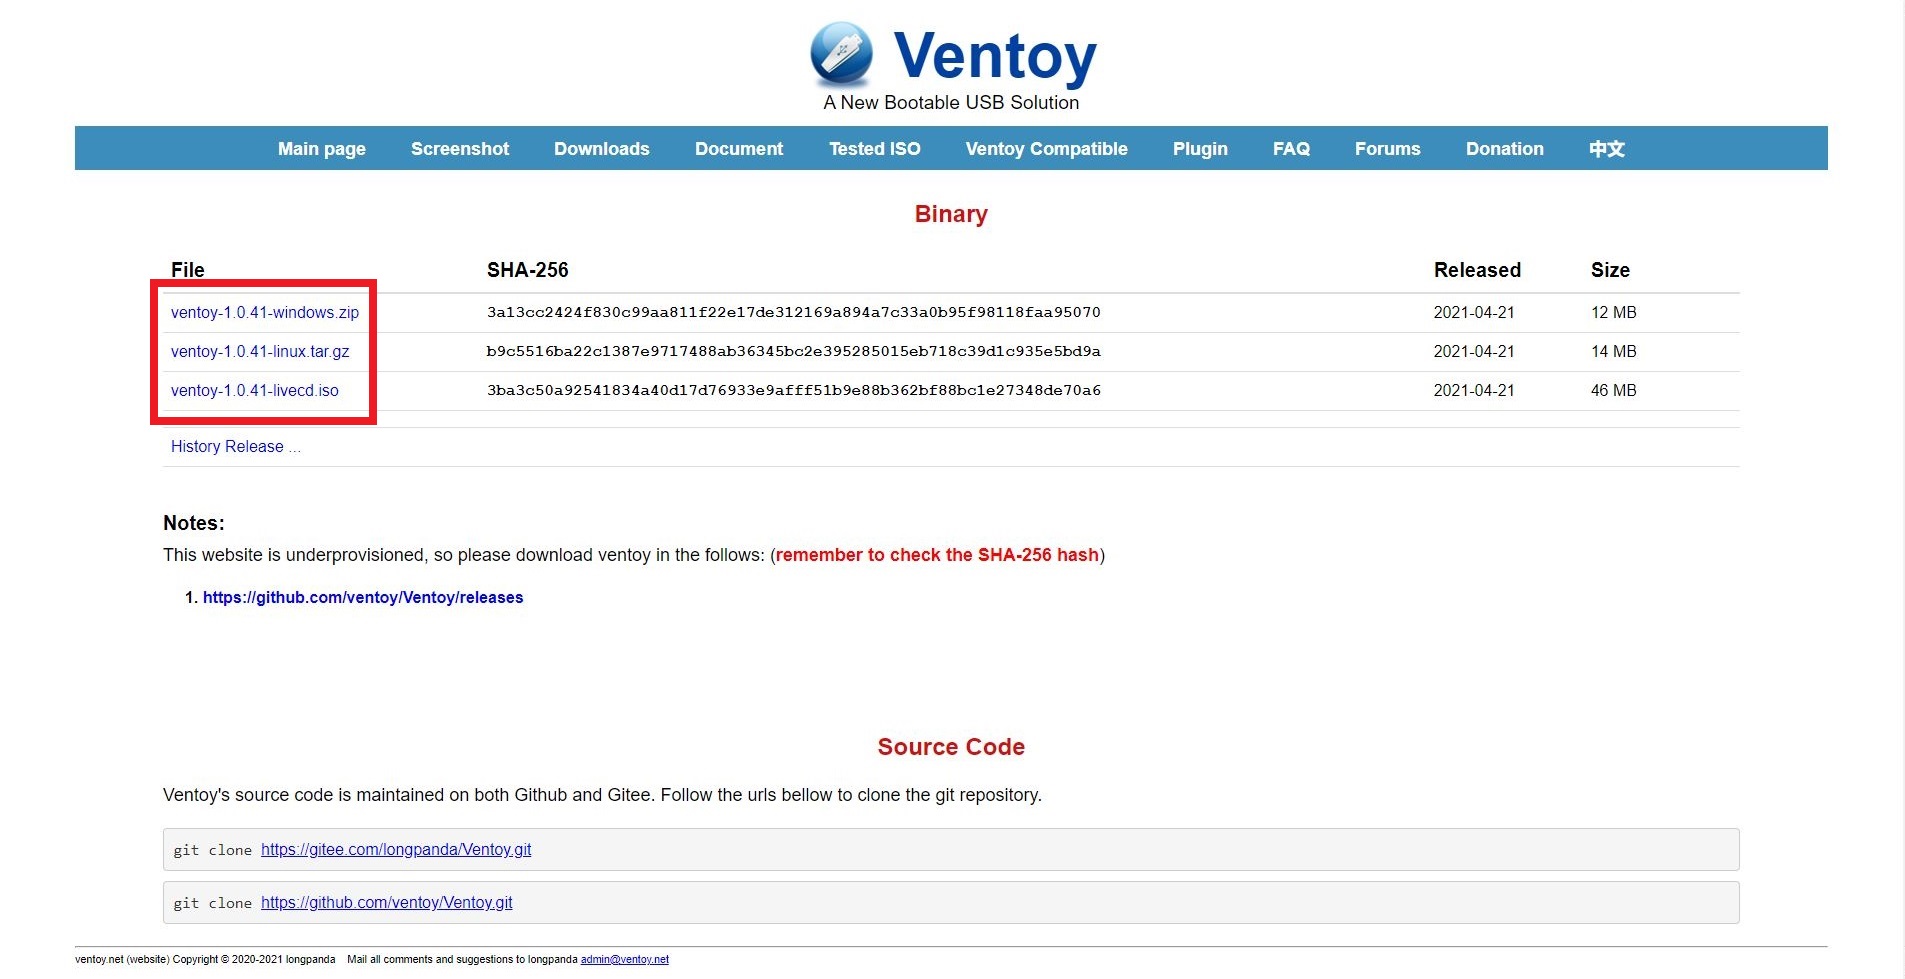 Ventoy
A New Bootable USB Solution
Main page Screenshot Downloads Document Tested ISO Ventoy Compatible Plugin FAQ Forums Donation 中文
Binary
File SHA-256 Released Size
ventoy-1.0.41-windows.zip 3a13cc2424f830c99aa811f22e17de312169a894a7c33a0b95f98118faa95070 2021-04-21 12 MB
ventoy-1.0.41-linux.tar.gz b9c5516ba22c1387e9717488ab36345bc2e395285015eb718c39d1c935e5bd9a 2021-04-21 14 MB
ventoy-1.0.41-livecd.iso 3ba3c50a92541834a40d17d76933e9afff51b9e88b362bf88bc1e27348de70a6 2021-04-21 46 MB
History Release ...
Notes:
This website is underprovisioned, so please download ventoy in the follows: (remember to check the SHA-256 hash)
1. https://github.com/ventoy/Ventoy/releases
Source Code
Ventoy's source code is maintained on both Github and Gitee. Follow the urls bellow to clone the git repository.
git clone https://gitee.com/longpanda/Ventoy.git
git clone https://github.com/ventoy/Ventoy.git
ventoy.net (website) Copyright © 2020-2021 longpanda Mail all comments and suggestions to longpanda admin@ventoy.net